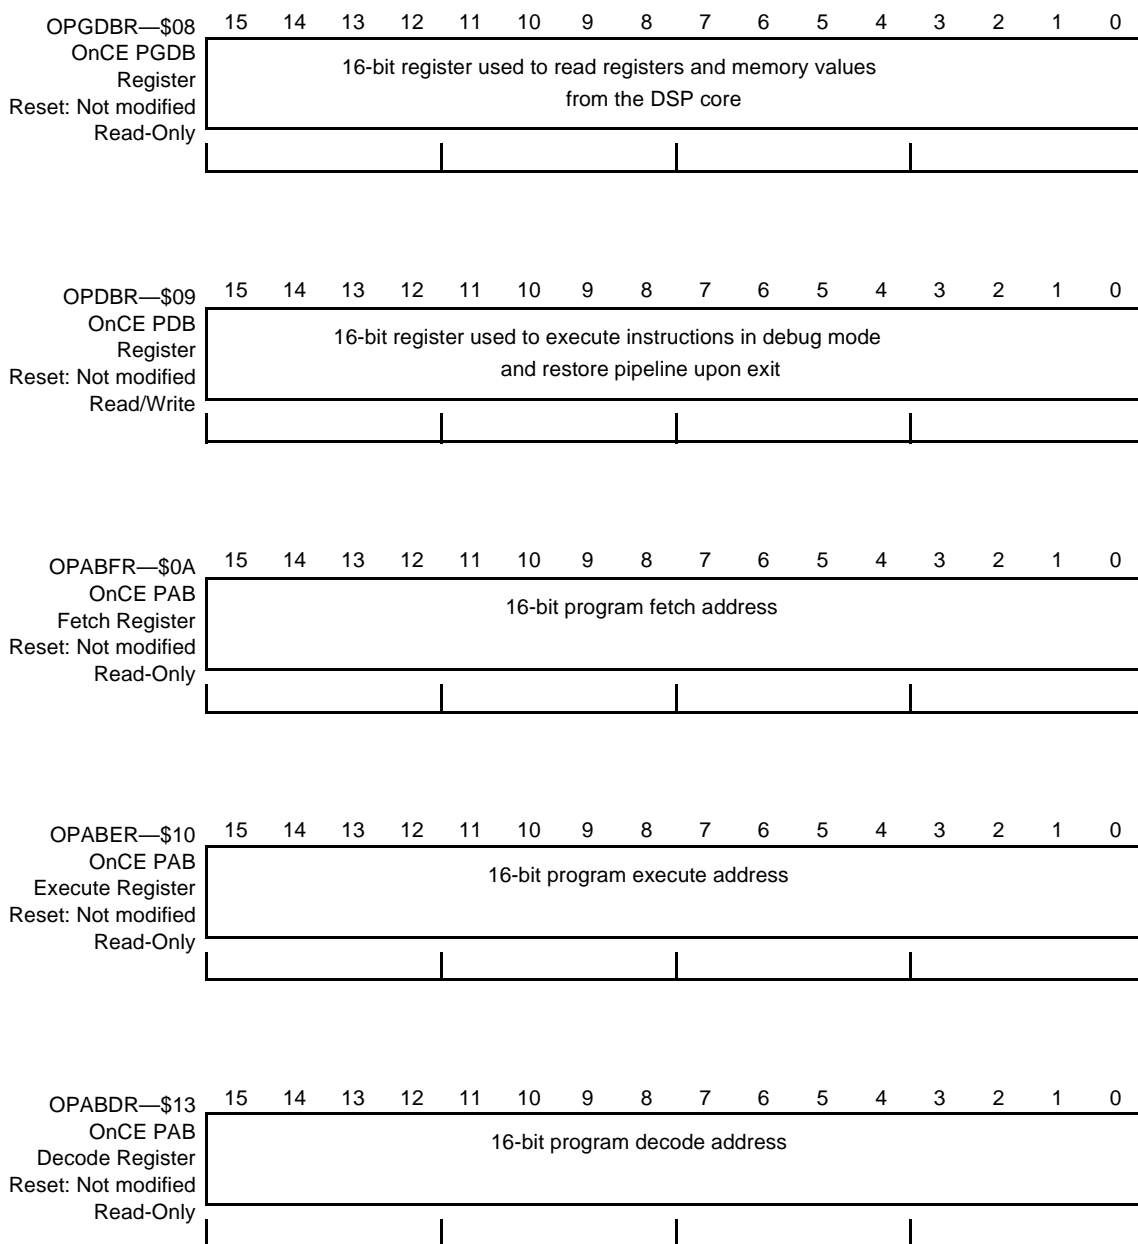 OPGDBR—$08
OnCE PGDB
Register
Reset: Not modified
Read-Only
15 14 13 12 11 10 9 8 7 6 5 4 3 2 1 0
16-bit register used to read registers and memory values
from the DSP core
OPDBR—$09
OnCE PDB
Register
Reset: Not modified
Read/Write
15 14 13 12 11 10 9 8 7 6 5 4 3 2 1 0
16-bit register used to execute instructions in debug mode
and restore pipeline upon exit
OPABFR—$0A
OnCE PAB
Fetch Register
Reset: Not modified
Read-Only
15 14 13 12 11 10 9 8 7 6 5 4 3 2 1 0
16-bit program fetch address
OPABER—$10
OnCE PAB
Execute Register
Reset: Not modified
Read-Only
15 14 13 12 11 10 9 8 7 6 5 4 3 2 1 0
16-bit program execute address
OPABDR—$13
OnCE PAB
Decode Register
Reset: Not modified
Read-Only
15 14 13 12 11 10 9 8 7 6 5 4 3 2 1 0
16-bit program decode address